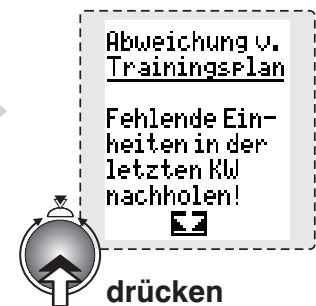 Abweichung v.
Trainingsplan
Fehlende Ein-
heiten in der
letzten KW
nachholen!
drücken